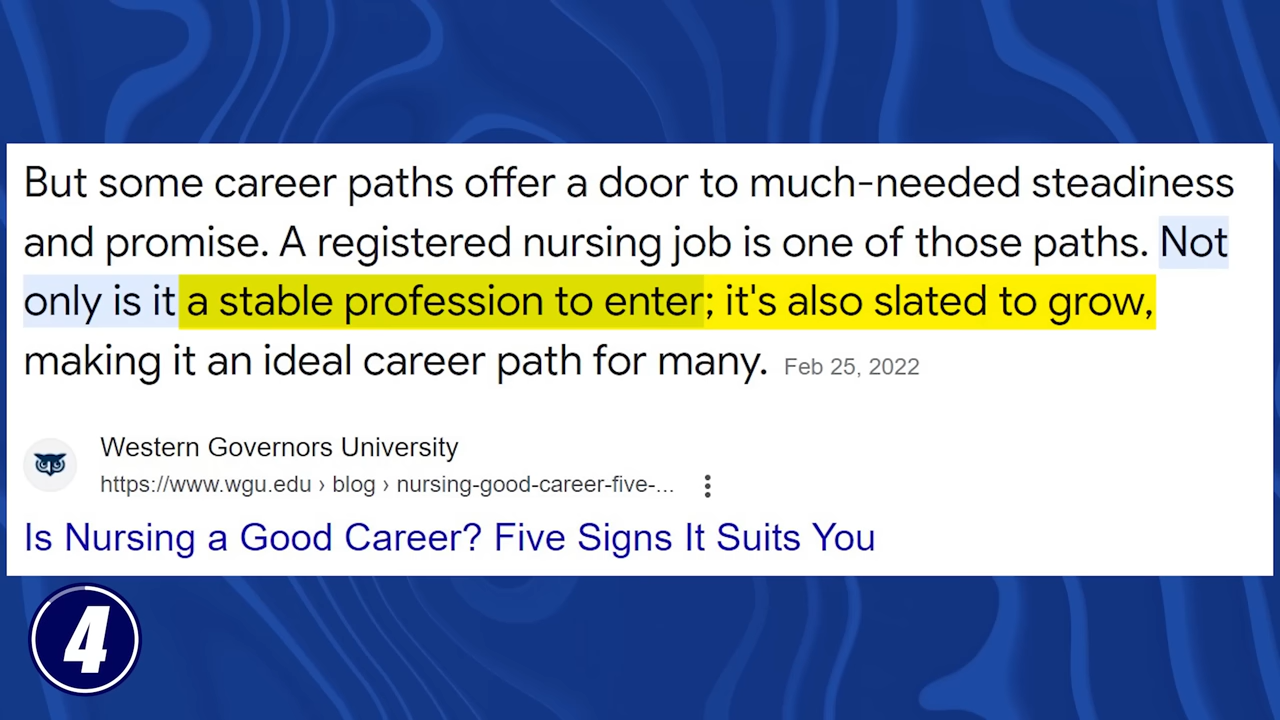 But some career paths offer a door to much-needed steadiness
and promise. A registered nursing job is one of those paths. Not
only is it a stable profession to enter; it's also slated to grow,
making it an ideal career path for many. Feb 25, 2022
Western Governors University
https://www.wgu.edu › blog › nursing-good-career-five-...
Is Nursing a Good Career? Five Signs It Suits You
4